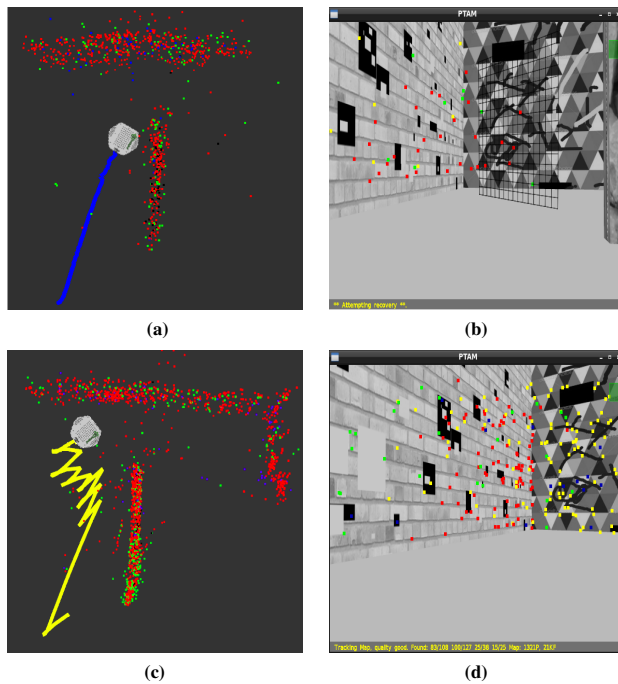 PTAM
** Attempting recovery **.
(a)
(b)
PTAM
Tracking Map, quality good. Found: 83/108 100/127 25/38 15/25 Map: 1321P, 21KF
(c)
(d)